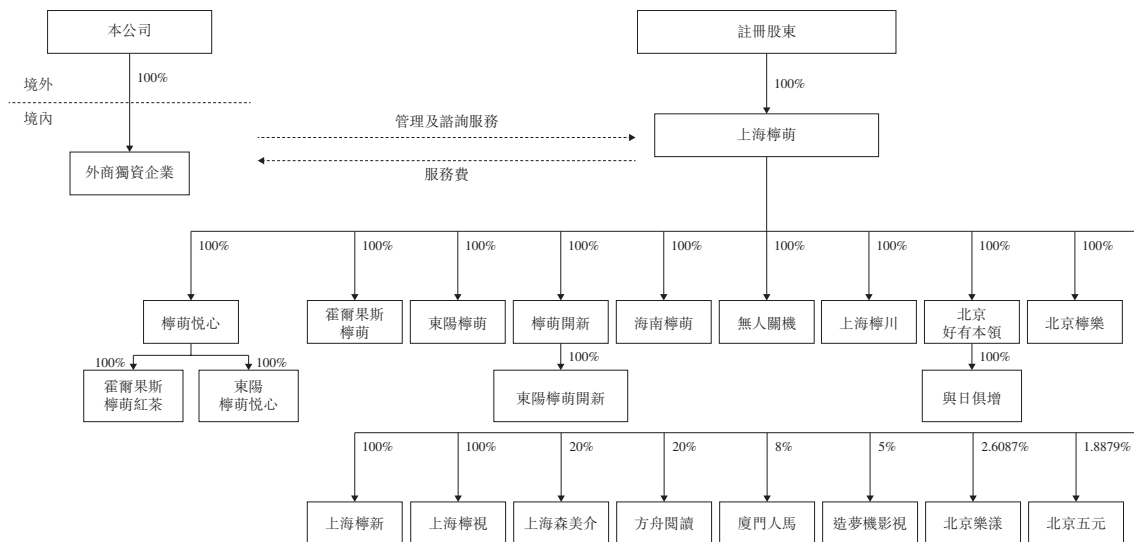 本公司
註冊股東
100%
100%
境外
境內
管理及諮詢服務
上海檸萌
外商獨資企業
服務費
100%
100%
100%
100%
100%
100%
100%
100%
100%
檸萌悅心
霍爾果斯
檸萌
東陽檸萌
檸萌開新
海南檸萌
無人關機
上海檸川
北京
好有本領
北京檸樂
100%
100%
100%
100%
霍爾果斯
檸萌紅茶
東陽
檸萌悅心
東陽檸萌開新
與日俱增
100%
100%
20%
20%
8%
5%
2.6087%
1.8879%
上海檸新
上海檸視
上海森美介
方舟閱讀
廈門人馬
造夢機影視
北京樂漾
北京五元